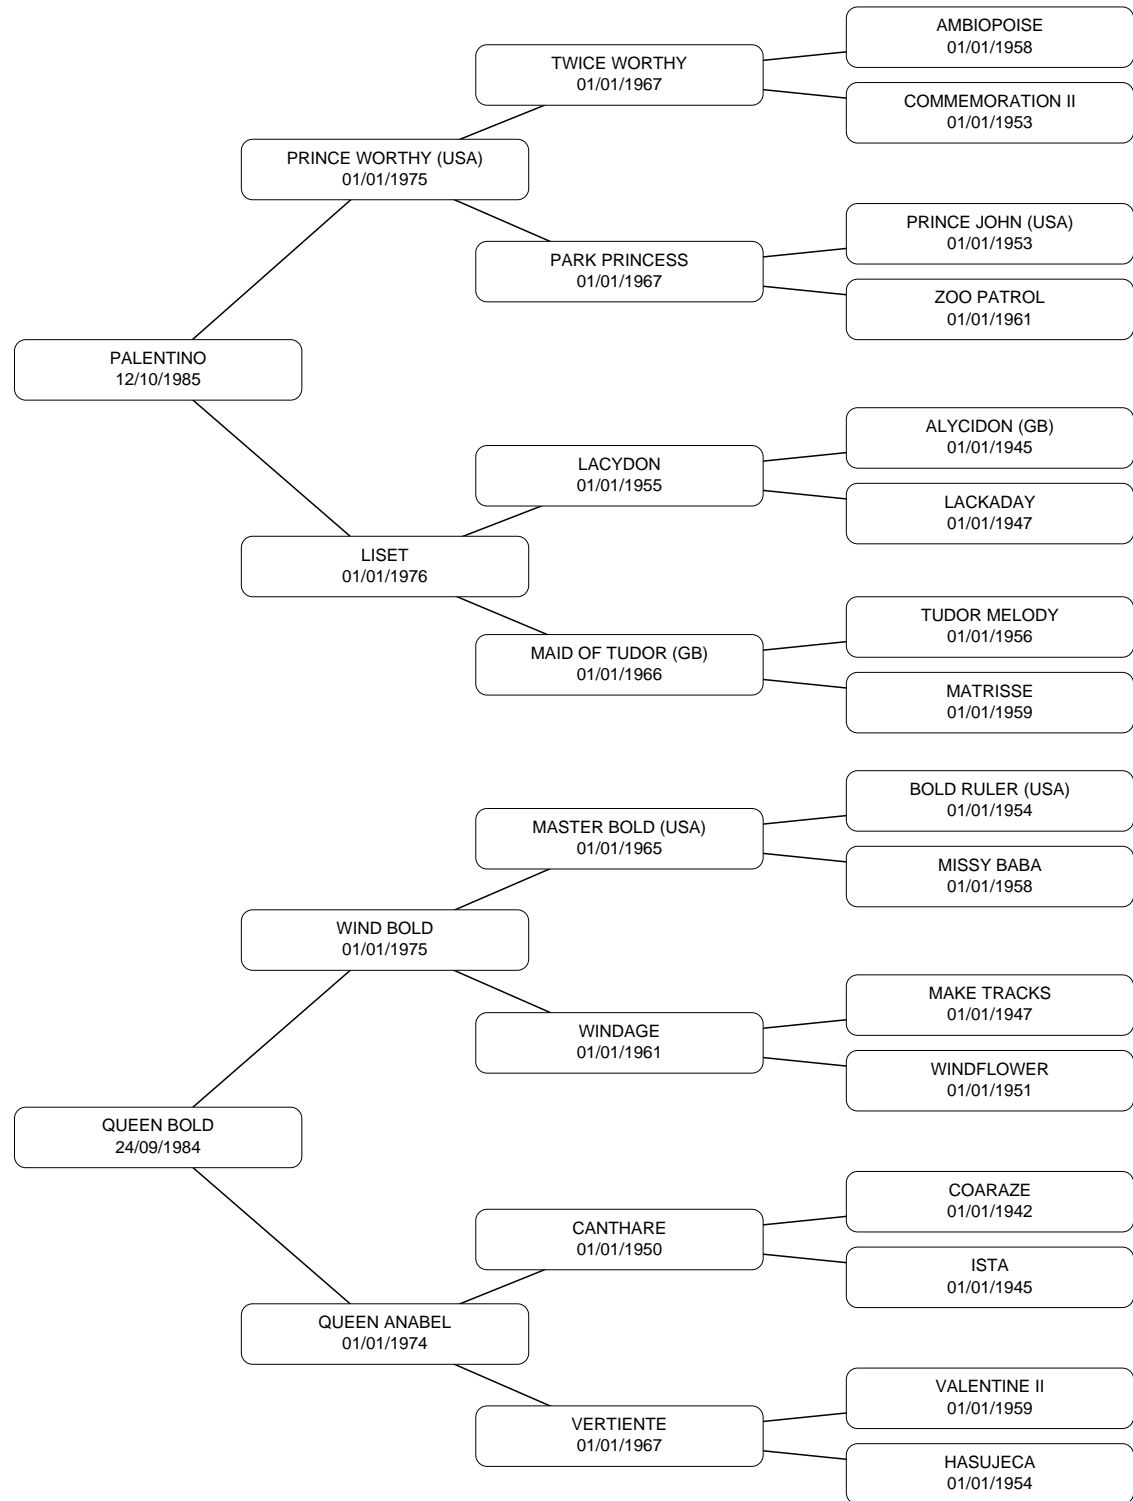 AMBIOPOISE
01/01/1958
TWICE WORTHY
01/01/1967
COMMEMORATION II
01/01/1953
PRINCE WORTHY (USA)
01/01/1975
PRINCE JOHN (USA)
01/01/1953
PARK PRINCESS
01/01/1967
ZOO PATROL
01/01/1961
PALENTINO
12/10/1985
ALYCIDON (GB)
01/01/1945
LACYDON
01/01/1955
LACKADAY
01/01/1947
LISET
01/01/1976
TUDOR MELODY
01/01/1956
MAID OF TUDOR (GB)
01/01/1966
MATRISSE
01/01/1959
BOLD RULER (USA)
01/01/1954
MASTER BOLD (USA)
01/01/1965
MISSY BABA
01/01/1958
WIND BOLD
01/01/1975
MAKE TRACKS
01/01/1947
WINDAGE
01/01/1961
WINDFLOWER
01/01/1951
QUEEN BOLD
24/09/1984
COARAZE
01/01/1942
CANTHARE
01/01/1950
ISTA
01/01/1945
QUEEN ANABEL
01/01/1974
VALENTINE II
01/01/1959
VERTIENTE
01/01/1967
HASUJECA
01/01/1954